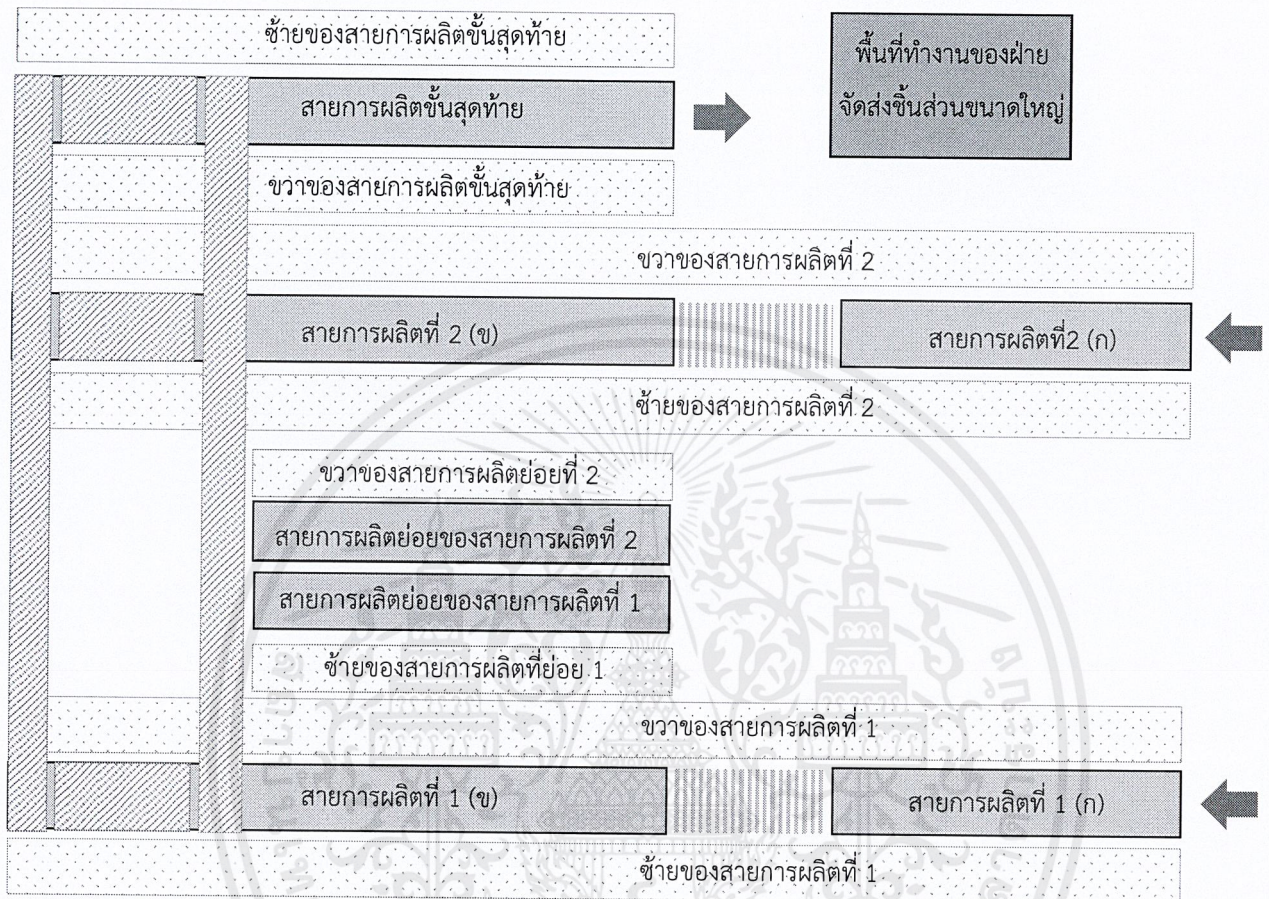 ซ้ายของสายการผลิตขั้นสุดท้าย
พื้นที่ทำงานของฝ่าย
จัดส่งชิ้นส่วนขนาดใหญ่
สายการผลิตขั้นสุดท้าย
ขวาของสายการผลิตขั้นสุดท้าย
ขวาของสายการผลิตที่ 2
สายการผลิตที่ 2 (ข)
สายการผลิตที่2 (ก)
ซ้ายของสายการผลิตที่ 2
ขวาของสายการผลิตย่อยที่ 2
สายการผลิตย่อยของสายการผลิตที่ 2
สายการผลิตย่อยของสายการผลิตที่ 1
ซ้ายของสายการผลิตที่ย่อย 1
ขวาของสายการผลิตที่ 1
สายการผลิตที่ 1 (ข)
สายการผลิตที่ 1 (ก)
ซ้ายของสายการผลิตที่ 1